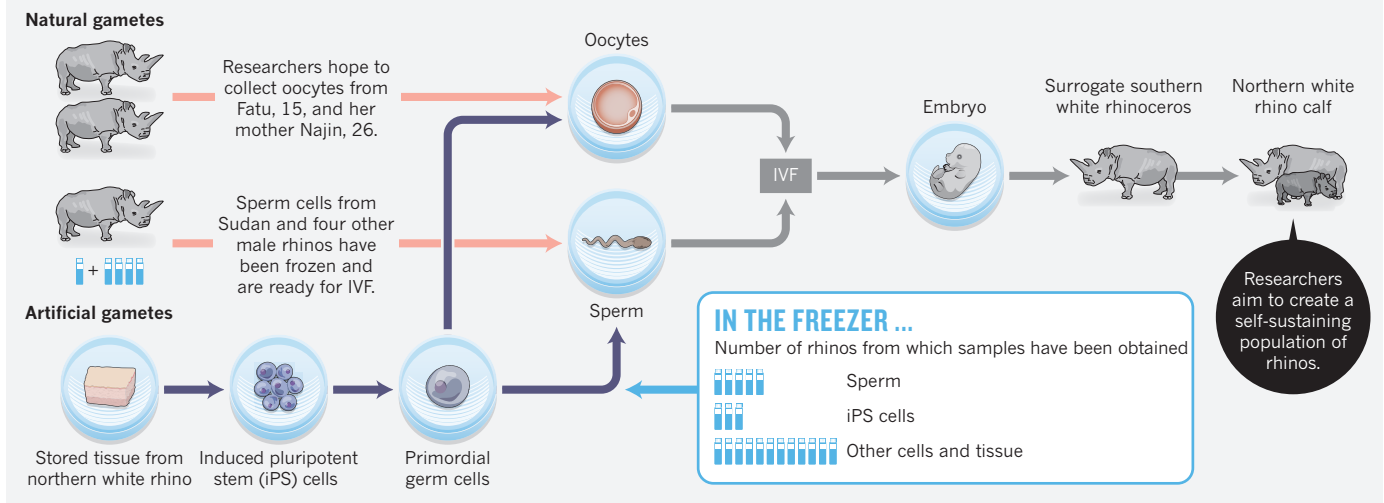 Natural gametes
Researchers hope to
collect oocytes from
Fatu, 15, and her
mother Najin, 26.
Oocytes
Sperm cells from
Sudan and four other
male rhinos have
been frozen and
are ready for IVF.
+
Sperm
IVF
Embryo
Surrogate southern
white rhinoceros
Northern white
rhino calf
Researchers
aim to create a
self-sustaining
population of
rhinos.
Artificial gametes
Stored tissue from
northern white rhino
Induced pluripotent
stem (iPS) cells
Primordial
germ cells
IN THE FREEZER ...
Number of rhinos from which samples have been obtained
Sperm
iPS cells
Other cells and tissue